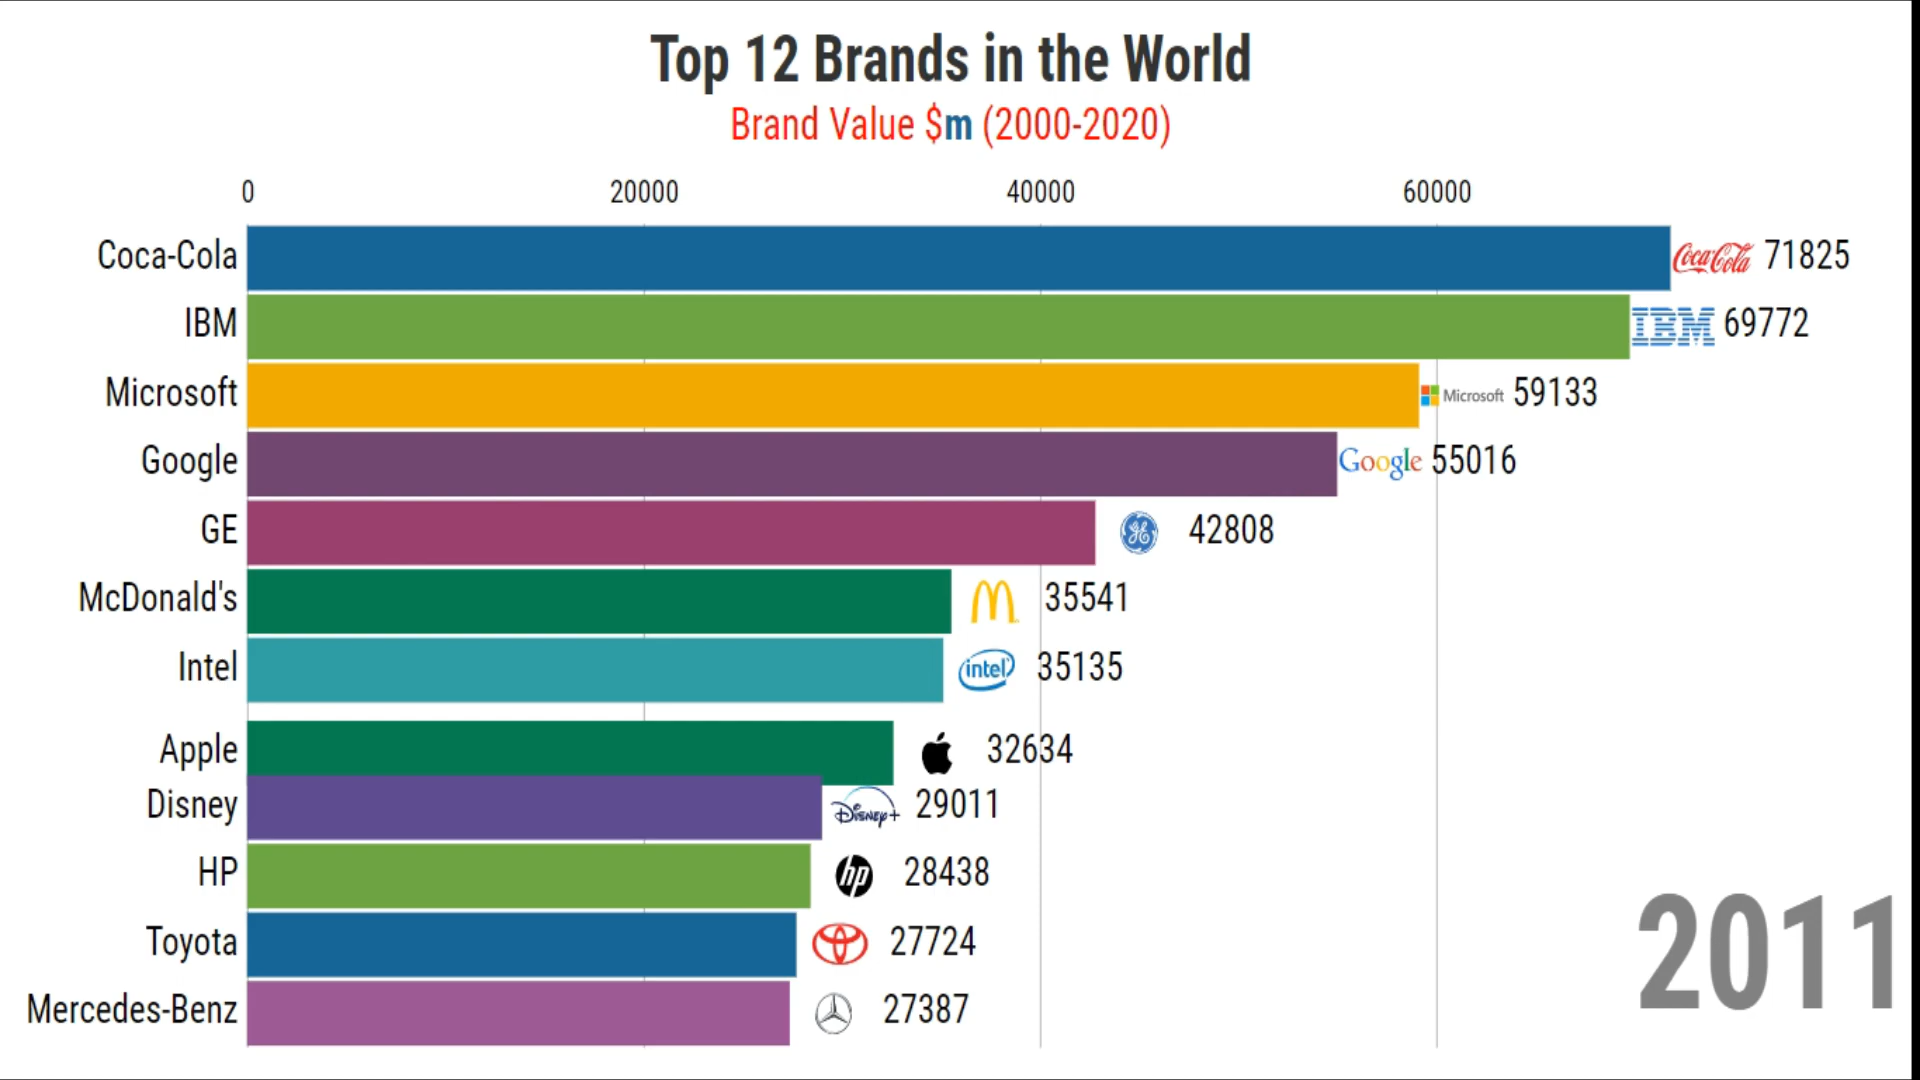 Top 12 Brands in the World
Brand Value $m (2000-2020)
0 20000 40000 60000
Coca-Cola Coca-Cola 71825
IBM IBM 69772
Microsoft Microsoft 59133
Google Google 55016
GE GE 42808
McDonald's M 35541
Intel intel 35135
Apple 32634
Disney Disney+ 29011
HP hp 28438
Toyota 27724
Mercedes-Benz 27387
2011